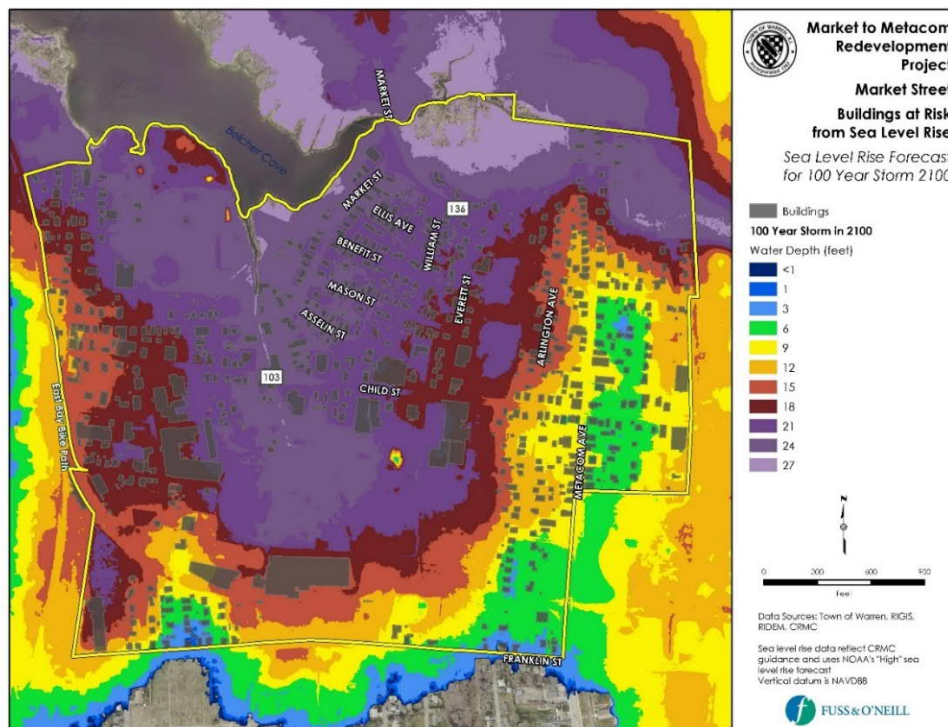 Market to Metacom
Redevelopment
Project
Market Street
Buildings at Risk
from Sea Level Rise
Sea Level Rise Forecast
for 100 Year Storm 2100
Buildings
100 Year Storm in 2100
Water Depth (feet)
<1
1
3
6
9
12
15
18
21
24
27
N
0 300 600 900
Feet
Data Sources: Town of Warren, RIGIS,
RIDEM, CRMC
Sea level rise data reflect CRMC
guidance and uses NOAA's "High" sea
level rise forecast
Vertical datum is NAVD88
FUSS & O'NEILL
MARKET ST
Belcher Cove
MARKET ST
136
ELLIS AVE
WILLIAM ST
BENEFIT ST
MASON ST
EVERETT ST
ASSELIN ST
ARLINGTON AVE
103
CHILD ST
East Bay Bike Path
METACOM AVE
FRANKLIN ST